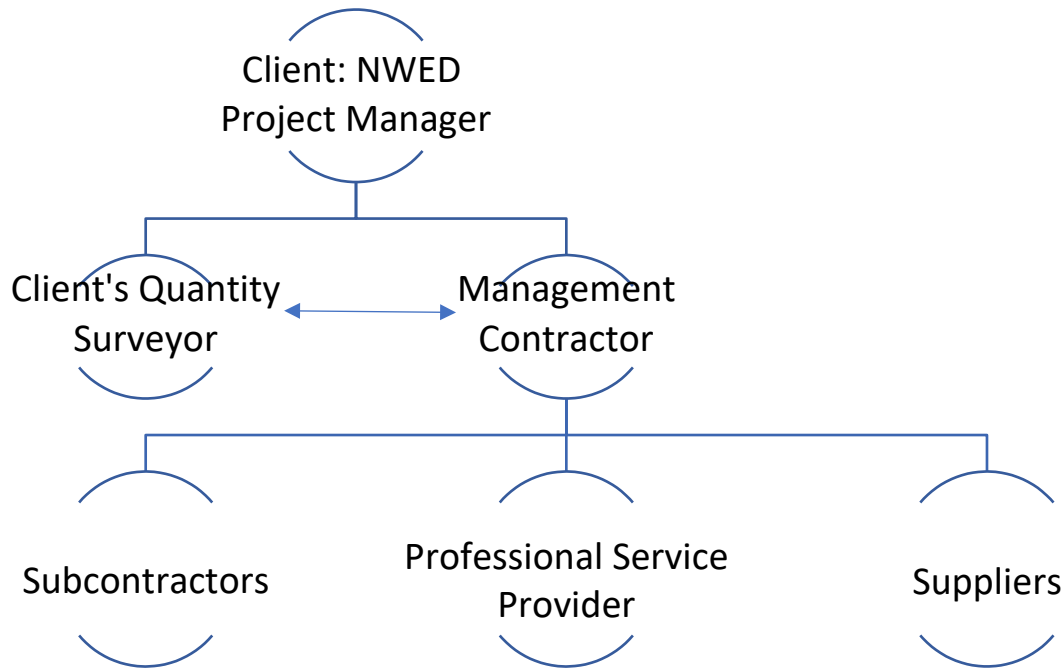 Client: NWED
Project Manager
Client's Quantity
Surveyor
Management
Contractor
Subcontractors
Professional Service
Provider
Suppliers